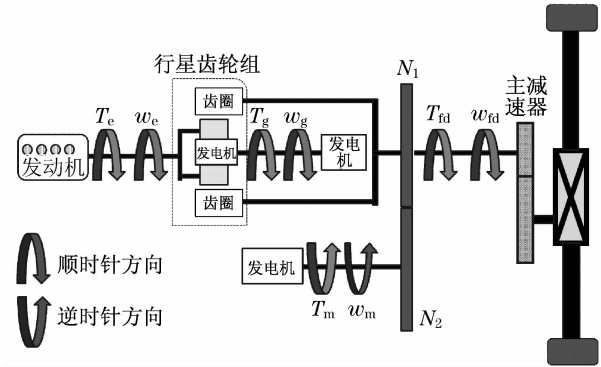 行星齿轮组
N1
主减速器
齿圈
Te
we
Tg
wg
Tfd
wfd
发动机
发电机
发电机
齿圈
顺时针方向
发电机
逆时针方向
Tm
wm
N2